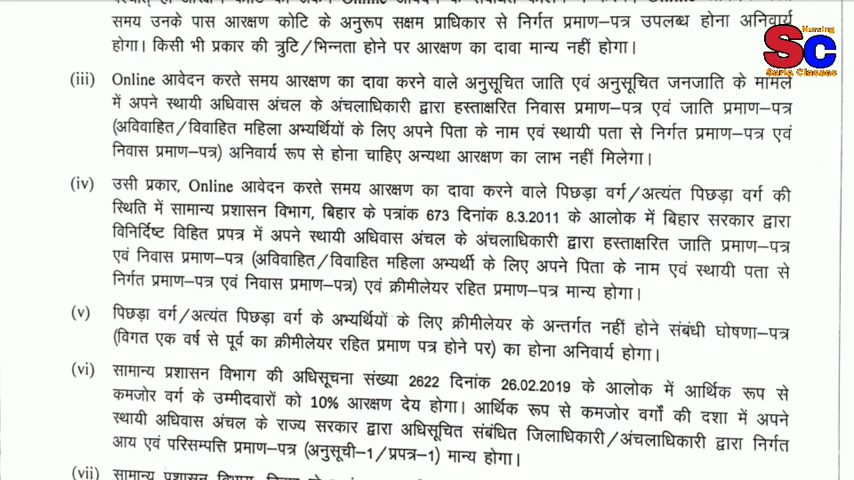 समय उनके पास आरक्षण कोटि के अनुरूप सक्षम प्राधिकार से निर्गत प्रमाण–पत्र उपलब्ध होना अनिवार्य
होगा। किसी भी प्रकार की त्रुटि/भिन्नता होने पर आरक्षण का दावा मान्य नहीं होगा।
Nursing
SC
Saria Classes
(iii) Online आवेदन करते समय आरक्षण का दावा करने वाले अनुसूचित जाति एवं अनुसूचित जनजाति के मामले
में अपने स्थायी अधिवास अंचल के अंचलाधिकारी द्वारा हस्ताक्षरित निवास प्रमाण–पत्र एवं जाति प्रमाण–पत्र
(अविवाहित/विवाहित महिला अभ्यर्थियों के लिए अपने पिता के नाम एवं स्थायी पता से निर्गत प्रमाण–पत्र एवं
निवास प्रमाण–पत्र) अनिवार्य रूप से होना चाहिए अन्यथा आरक्षण का लाभ नहीं मिलेगा।
(iv) उसी प्रकार, Online आवेदन करते समय आरक्षण का दावा करने वाले पिछड़ा वर्ग/अत्यंत पिछड़ा वर्ग की
स्थिति में सामान्य प्रशासन विभाग, बिहार के पत्रांक 673 दिनांक 8.3.2011 के आलोक में बिहार सरकार द्वारा
विनिर्दिष्ट विहित प्रपत्र में अपने स्थायी अधिवास अंचल के अंचलाधिकारी द्वारा हस्ताक्षरित जाति प्रमाण–पत्र
एवं निवास प्रमाण–पत्र (अविवाहित/विवाहित महिला अभ्यर्थी के लिए अपने पिता के नाम एवं स्थायी पता से
निर्गत प्रमाण–पत्र एवं निवास प्रमाण–पत्र) एवं क्रीमीलेयर रहित प्रमाण–पत्र मान्य होगा।
(v) पिछड़ा वर्ग/अत्यंत पिछड़ा वर्ग के अभ्यर्थियों के लिए क्रीमीलेयर के अन्तर्गत नहीं होने संबंधी घोषणा–पत्र
(विगत एक वर्ष से पूर्व का क्रीमीलेयर रहित प्रमाण पत्र होने पर) का होना अनिवार्य होगा।
(vi) सामान्य प्रशासन विभाग की अधिसूचना संख्या 2622 दिनांक 26.02.2019 के आलोक में आर्थिक रूप से
कमजोर वर्ग के उम्मीदवारों को 10% आरक्षण देय होगा। आर्थिक रूप से कमजोर वर्गों की दशा में अपने
स्थायी अधिवास अंचल के राज्य सरकार द्वारा अधिसूचित संबंधित जिलाधिकारी/अंचलाधिकारी द्वारा निर्गत
आय एवं परिसम्पत्ति प्रमाण–पत्र (अनुसूची–1/प्रपत्र–1) मान्य होगा।
(vii) सामान्य प्रशासन विभाग,